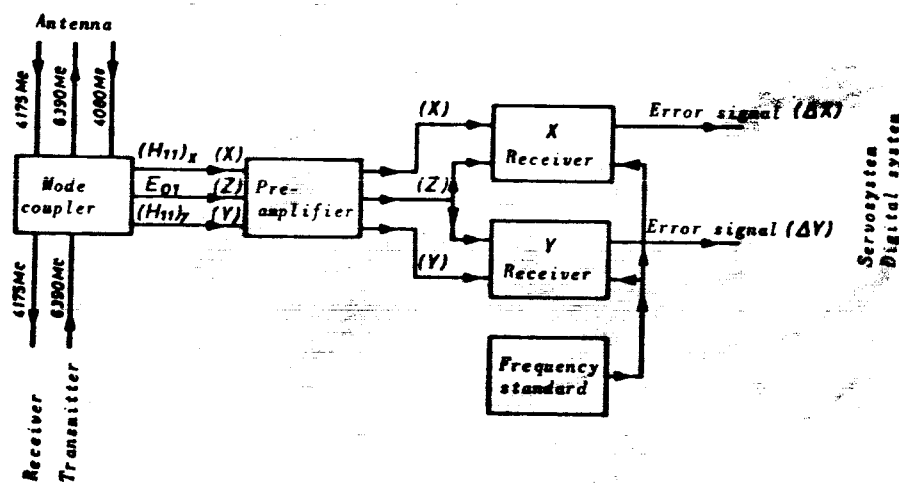 Antenna
4175Mc
6390Mc
4080Mc
Mode
coupler
(H11)x (X)
E01 (Z)
(H11)y (Y)
Pre-
amplifier
(X)
(Z)
(Y)
X
Receiver
Y
Receiver
Error signal (ΔX)
Error signal (ΔY)
Servosystem
Digital system
Frequency
standard
4175Mc
6390Mc
Receiver
Transmitter